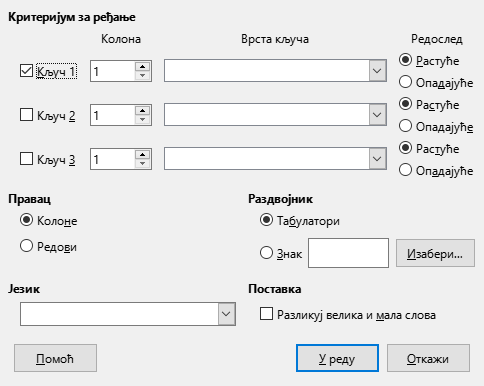 Критеријум за ређање
Колона Врста кључа Редослед
Кључ 1 1 Растуће
Опадајуће
Кључ 2 1 Растуће
Опадајуће
Кључ 3 1 Растуће
Опадајуће
Правац Раздвојник
Колоне Табулатори
Редови Знак Изабери...
Језик Поставка
Разликуј велика и мала слова
Помоћ У реду Откажи